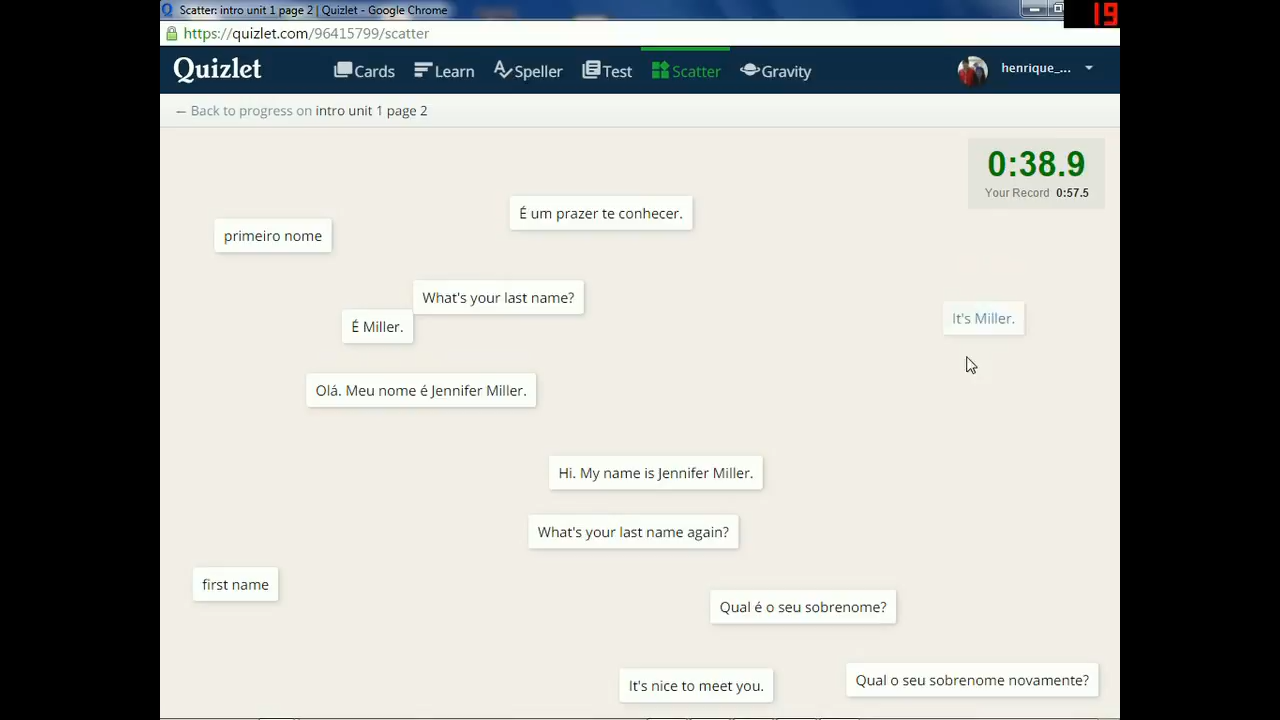 Scatter: intro unit 1 page 2 | Quizlet - Google Chrome
19
https://quizlet.com/96415799/scatter
Quizlet
Cards
Learn
Speller
Test
Scatter
Gravity
henrique_...
— Back to progress on intro unit 1 page 2
0:38.9
Your Record 0:57.5
É um prazer te conhecer.
primeiro nome
What's your last name?
It's Miller.
É Miller.
Olá. Meu nome é Jennifer Miller.
Hi. My name is Jennifer Miller.
What's your last name again?
first name
Qual é o seu sobrenome?
It's nice to meet you.
Qual o seu sobrenome novamente?